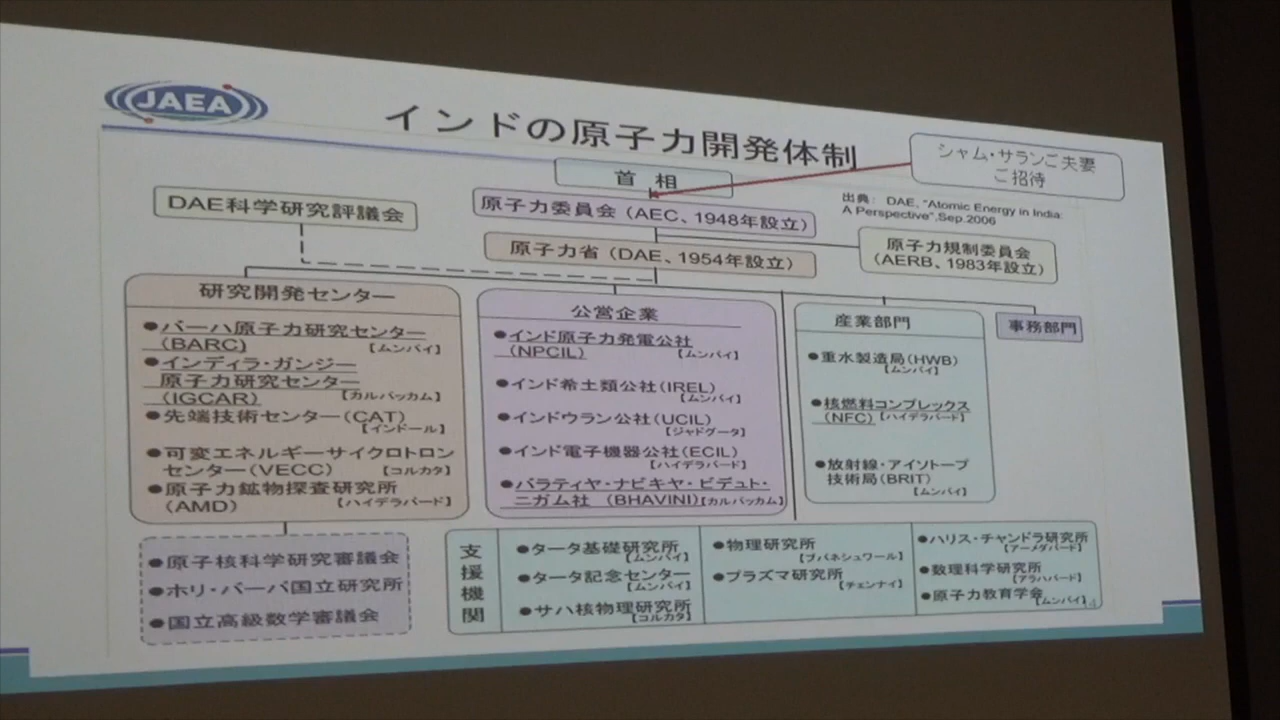 JAEA
インドの原子力開発体制
シャム・サランご夫妻
ご招待
首 相
DAE科学研究評議会
原子力委員会（AEC、1948年設立）
出典： DAE, "Atomic Energy in India:
A Perspective",Sep.2006
原子力省（DAE、1954年設立）
原子力規制委員会
（AERB、1983年設立）
研究開発センター
●バーハ原子力研究センター
（BARC） 【ムンバイ】
●インディラ・ガンジー
原子力研究センター
（IGCAR） 【カルパッカム】
●先端技術センター（CAT）
【インドール】
●可変エネルギーサイクロトロン
センター（VECC） 【コルカタ】
●原子力鉱物探査研究所
（AMD） 【ハイデラバード】
公営企業
●インド原子力発電公社
（NPCIL） 【ムンバイ】
●インド希土類公社（IREL）
【ムンバイ】
●インドウラン公社（UCIL）
【ジャドグータ】
●インド電子機器公社（ECIL）
【ハイデラバード】
●バラティヤ・ナビキヤ・ビデュト・
ニガム社 （BHAVINI）【カルパッカム】
産業部門
●重水製造局（HWB）
【ムンバイ】
●核燃料コンプレックス
（NFC） 【ハイデラバード】
●放射線・アイソトープ
技術局（BRIT）
【ムンバイ】
事務部門
●原子核科学研究審議会
●ホリ・バーバ国立研究所
●国立高級数学審議会
支援機関
●タータ基礎研究所
【ムンバイ】
●タータ記念センター
【ムンバイ】
●サハ核物理研究所
【コルカタ】
●物理研究所
【ブバネシュワール】
●プラズマ研究所
【チェンナイ】
●ハリス・チャンドラ研究所
【アーメダバード】
●数理科学研究所
【アラハバード】
●原子力教育学会
【ムンバイ】
4